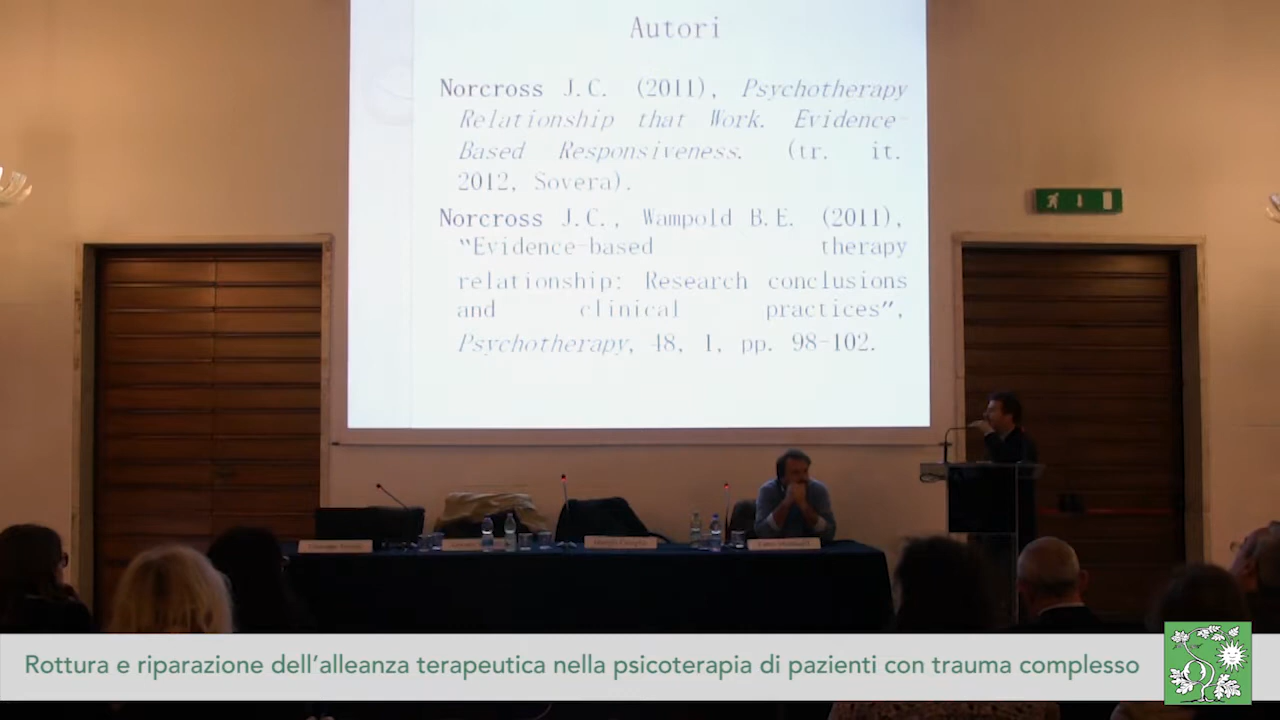 Autori
Norcross J.C. (2011), Psychotherapy
Relationship that Work. Evidence-
Based Responsiveness. (tr. it.
2012, Sovera).
Norcross J.C., Wampold B.E. (2011),
"Evidence-based therapy
relationship: Research conclusions
and clinical practices",
Psychotherapy, 48, 1, pp. 98-102.
Rottura e riparazione dell'alleanza terapeutica nella psicoterapia di pazienti con trauma complesso